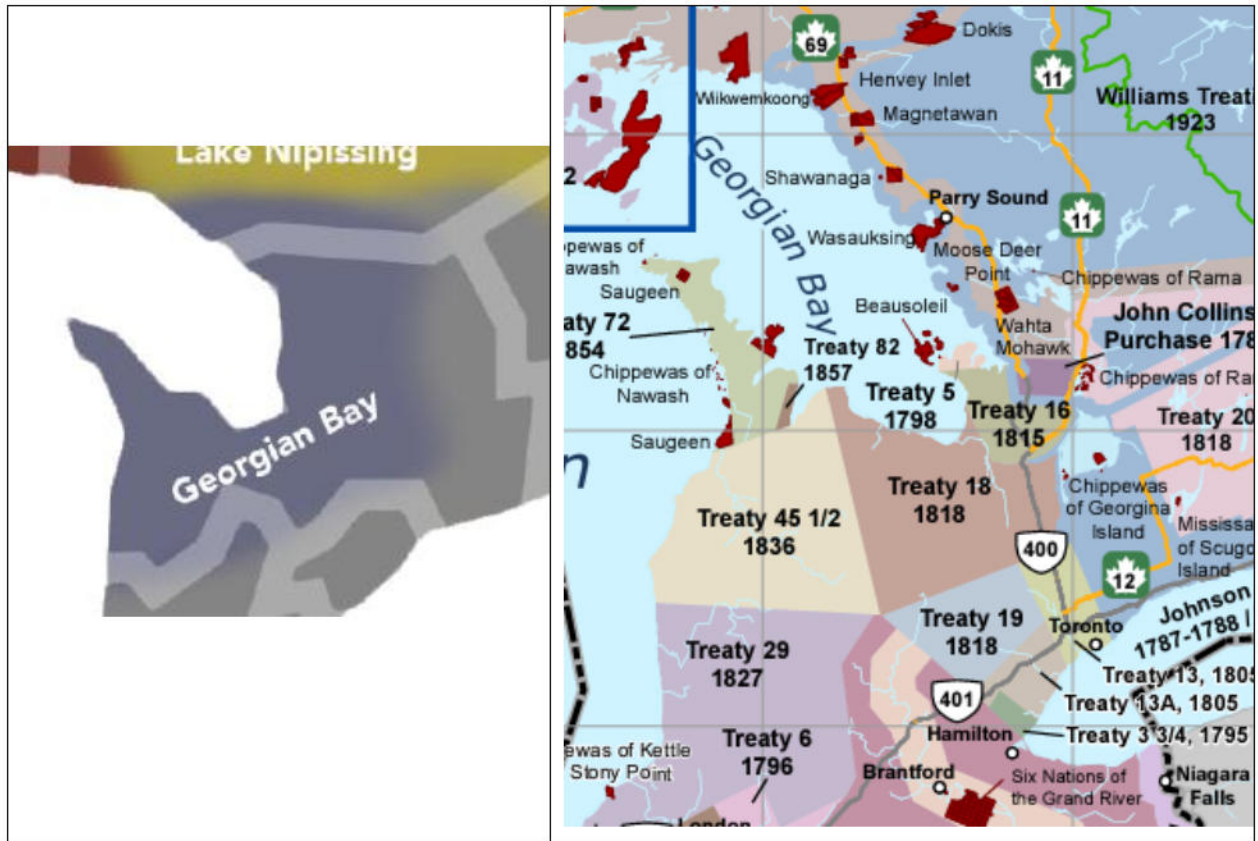 Lake Nipissing
Georgian Bay
69
Dokis
11
Henvey Inlet
Wikwemkoong
Magnetawan
Williams Treati
1923
2
Georgian Bay
Shawanaga
Parry Sound
11
Wasauksing
Moose Deer
Point
ppewas of
awash
Saugeen
Chippewas of Rama
Beausoleil
John Collins
Purchase 178
aty 72
854
Wahta
Mohawk
Treaty 82
1857
Chippewas of
Nawash
Chippewas of Ra
Treaty 5
1798
Treaty 16
1815
Treaty 20
1818
Saugeen
n
Treaty 18
1818
Chippewas
of Georgina
Island
Treaty 45 1/2
1836
Mississa
of Scugo
Island
400
12
Johnson
1787-1788
Treaty 19
1818
Toronto
Treaty 29
1827
Treaty 13, 1805
401
Treaty 13A, 1805
Hamilton
Treaty 3 3/4, 1795
Treaty 6
1796
ewas of Kettle
Stony Point
Brantford
Six Nations of
the Grand River
Niagara
Falls
London